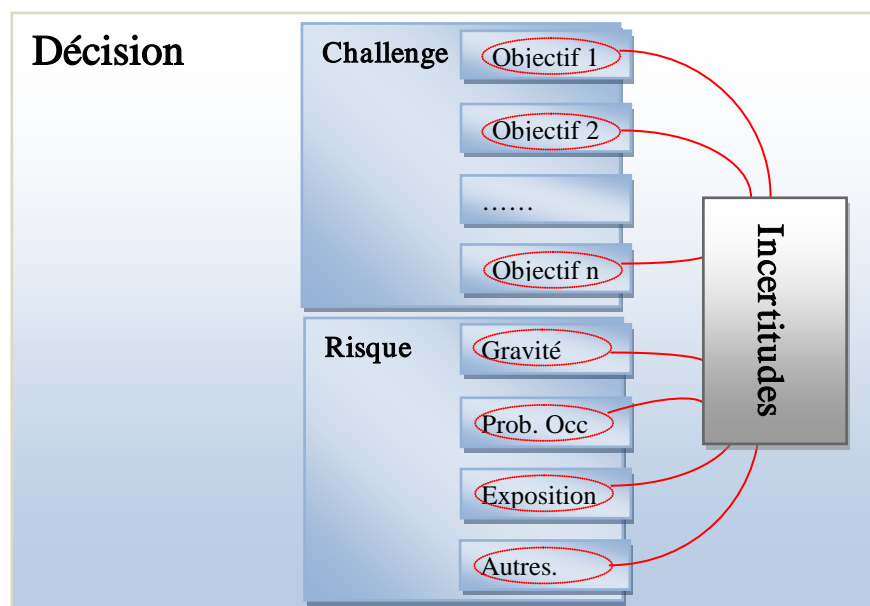 Décision
Challenge
Objectif 1
Objectif 2
……
Objectif n
Risque
Gravité
Prob. Occ
Exposition
Autres.
Incertitudes